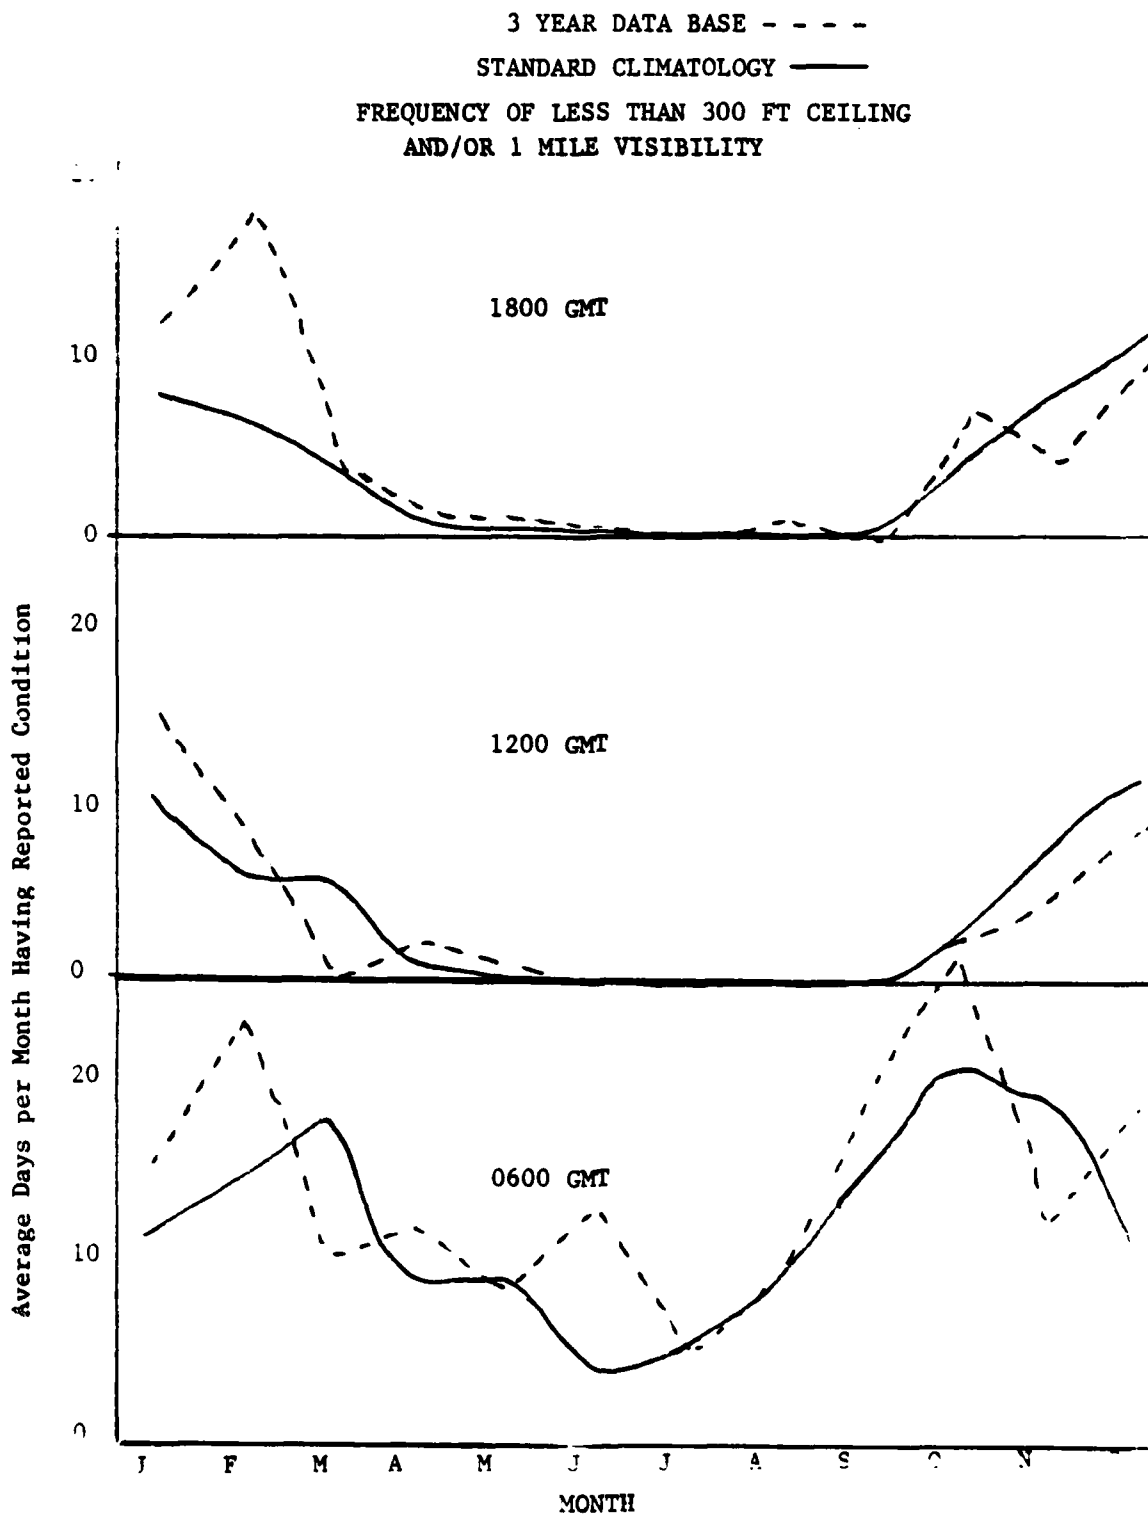 3 YEAR DATA BASE - - - - -
STANDARD CLIMATOLOGY
FREQUENCY OF LESS THAN 300 FT CEILING
AND/OR 1 MILE VISIBILITY
1800 GMT
10
0
Average Days per Month Having Reported Condition
20
1200 GMT
10
0
20
0600 GMT
10
0
J F M A M J J A S O N
MONTH